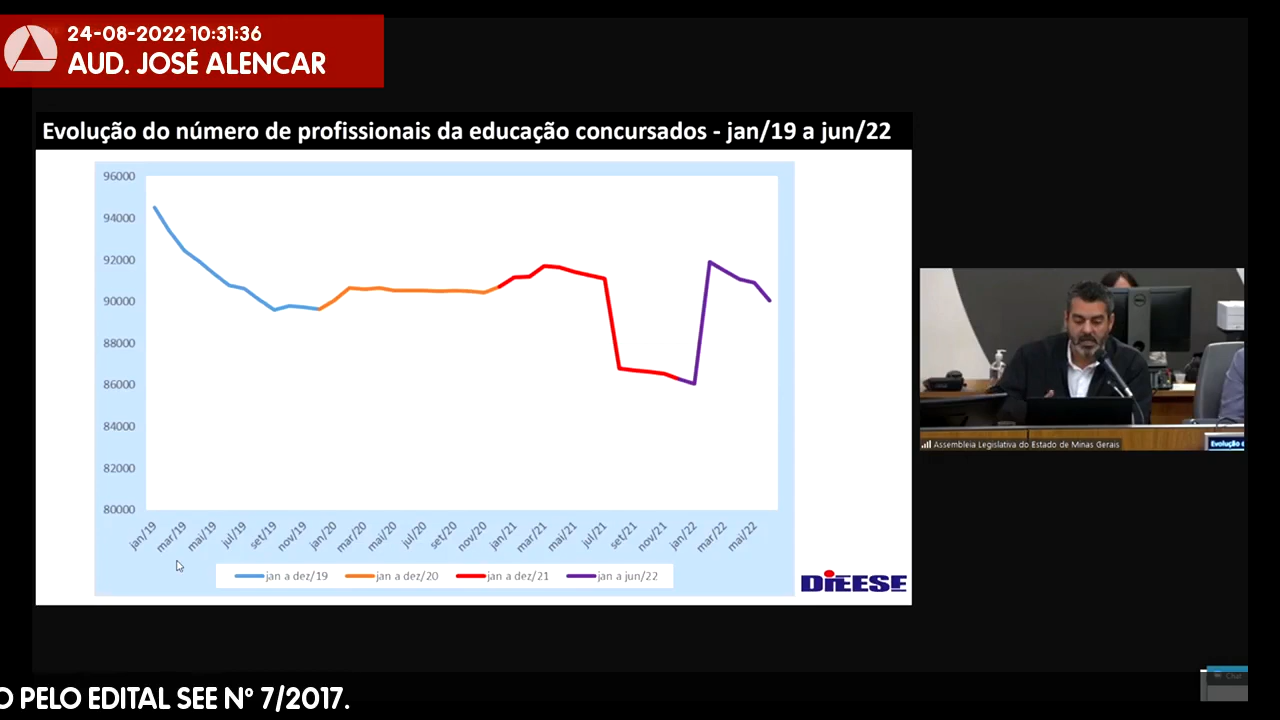 24-08-2022 10:31:36
AUD. JOSÉ ALENCAR
Evolução do número de profissionais da educação concursados - jan/19 a jun/22
96000
94000
92000
90000
88000
86000
84000
82000
80000
jan/19
mar/19
mai/19
jul/19
set/19
nov/19
jan/20
mar/20
mai/20
jul/20
set/20
nov/20
jan/21
mar/21
mai/21
jul/21
set/21
nov/21
jan/22
mar/22
mai/22
jan a dez/19
jan a dez/20
jan a dez/21
jan a jun/22
DIEESE
DELL
Assembleia Legislativa do Estado de Minas Gerais
Evolução
Chat
O PELO EDITAL SEE Nº 7/2017.